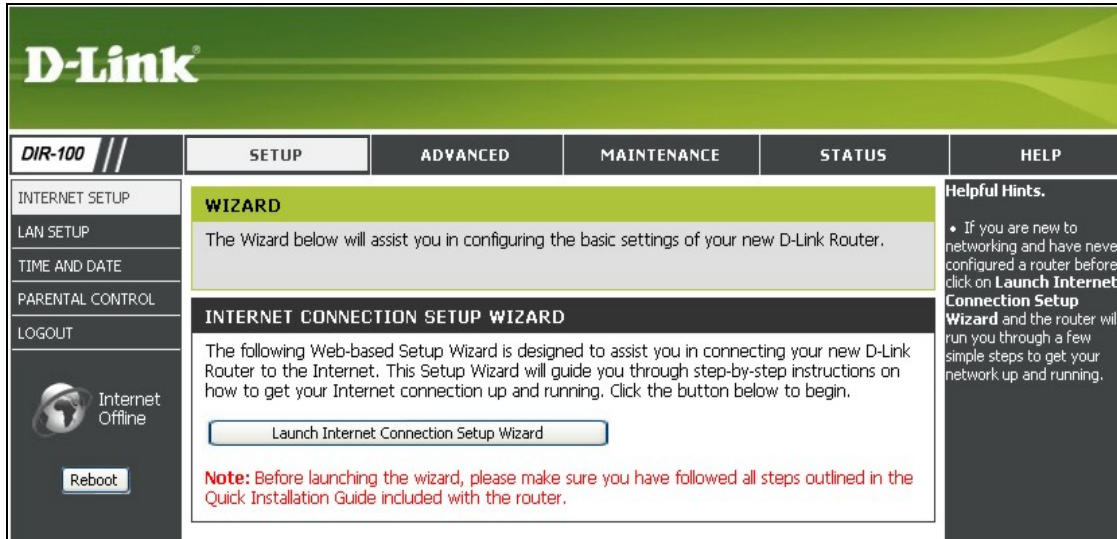 D-Link®
DIR-100
SETUP
ADVANCED
MAINTENANCE
STATUS
HELP
INTERNET SETUP
LAN SETUP
TIME AND DATE
PARENTAL CONTROL
LOGOUT
Internet
Offline
Reboot
WIZARD
The Wizard below will assist you in configuring the basic settings of your new D-Link Router.
INTERNET CONNECTION SETUP WIZARD
The following Web-based Setup Wizard is designed to assist you in connecting your new D-Link
Router to the Internet. This Setup Wizard will guide you through step-by-step instructions on
how to get your Internet connection up and running. Click the button below to begin.
Launch Internet Connection Setup Wizard
Note: Before launching the wizard, please make sure you have followed all steps outlined in the
Quick Installation Guide included with the router.
Helpful Hints.
• If you are new to
networking and have neve
configured a router before
click on Launch Internet
Connection Setup
Wizard and the router wil
run you through a few
simple steps to get your
network up and running.